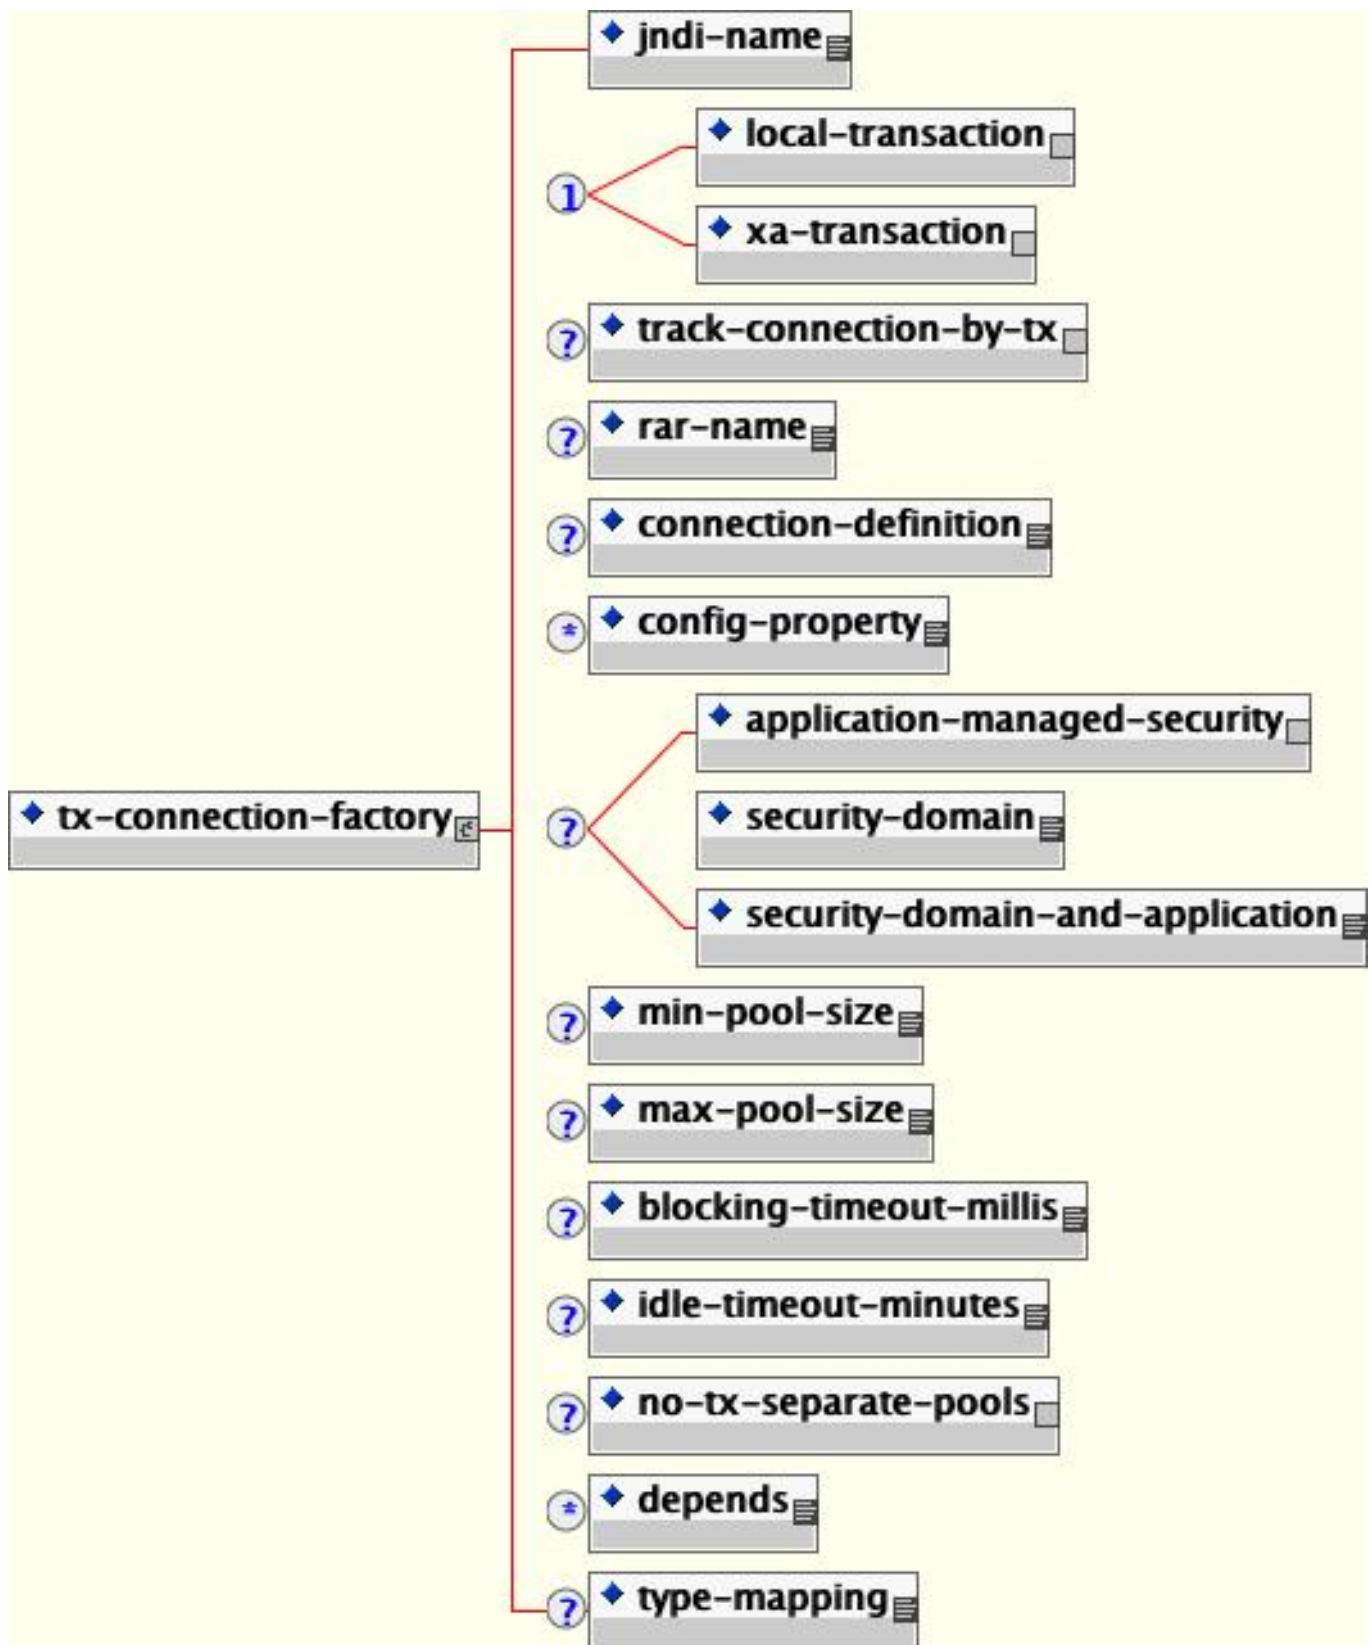 jndi-name
local-transaction
1
xa-transaction
? track-connection-by-tx
? rar-name
? connection-definition
* config-property
application-managed-security
tx-connection-factory
? security-domain
security-domain-and-application
? min-pool-size
? max-pool-size
? blocking-timeout-millis
? idle-timeout-minutes
? no-tx-separate-pools
* depends
? type-mapping